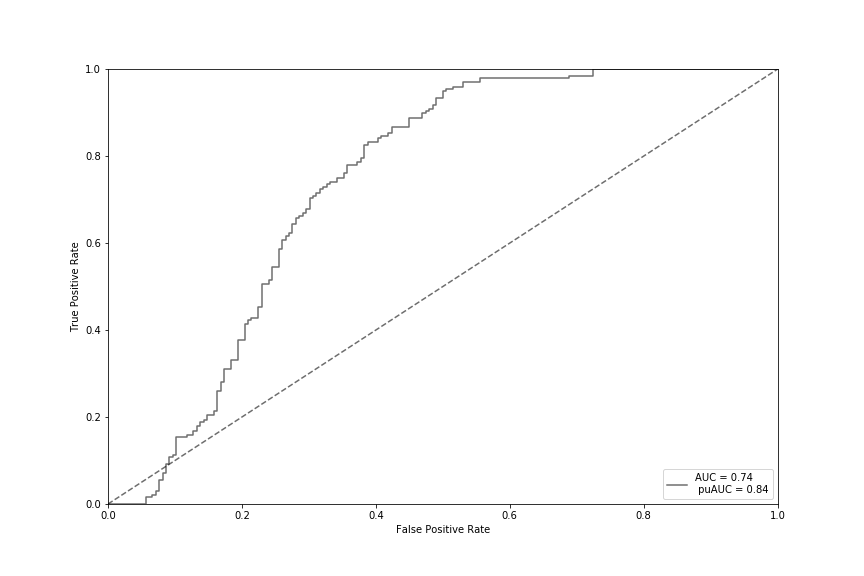 1.0
0.8
0.6
0.4
0.2
0.0
True Positive Rate
AUC = 0.74
puAUC = 0.84
0.0 0.2 0.4 0.6 0.8 1.0
False Positive Rate